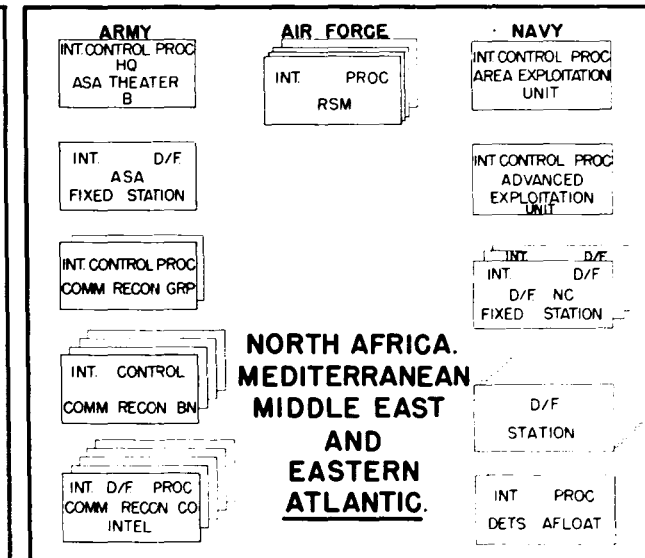 ARMY
INT. CONTROL PROC
HQ
ASA THEATER
B
INT. D/F.
ASA
FIXED STATION
INT. CONTROL PROC
COMM RECON GRP
INT. CONTROL
COMM RECON BN
INT. D/F. PROC
COMM RECON CO
INTEL
AIR FORCE
INT. PROC
RSM
NORTH AFRICA.
MEDITERRANEAN
MIDDLE EAST
AND
EASTERN
ATLANTIC.
NAVY
INT CONTROL PROC
AREA EXPLOITATION
UNIT
INT CONTROL PROC
ADVANCED
EXPLOITATION
UNIT
INT. D/F.
INT. D/F
D/F. NC
FIXED STATION
D/F
STATION
INT PROC
DETS AFLOAT